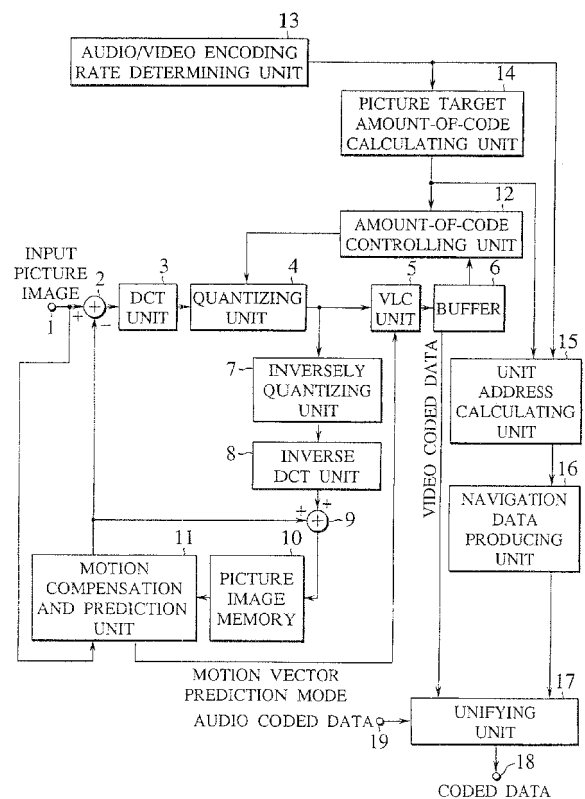 13
AUDIO/VIDEO ENCODING
RATE DETERMINING UNIT
14
PICTURE TARGET
AMOUNT-OF-CODE
CALCULATING UNIT
12
AMOUNT-OF-CODE
CONTROLLING UNIT
INPUT
PICTURE
IMAGE
1
+
2
−
3
DCT
UNIT
4
QUANTIZING
UNIT
5
VLC
UNIT
6
BUFFER
7
INVERSELY
QUANTIZING
UNIT
8
INVERSE
DCT UNIT
+
+
9
10
PICTURE
IMAGE
MEMORY
11
MOTION
COMPENSATION
AND PREDICTION
UNIT
MOTION VECTOR
PREDICTION MODE
VIDEO CODED DATA
15
UNIT
ADDRESS
CALCULATING
UNIT
16
NAVIGATION
DATA
PRODUCING
UNIT
17
UNIFYING
UNIT
AUDIO CODED DATA
19
18
CODED DATA